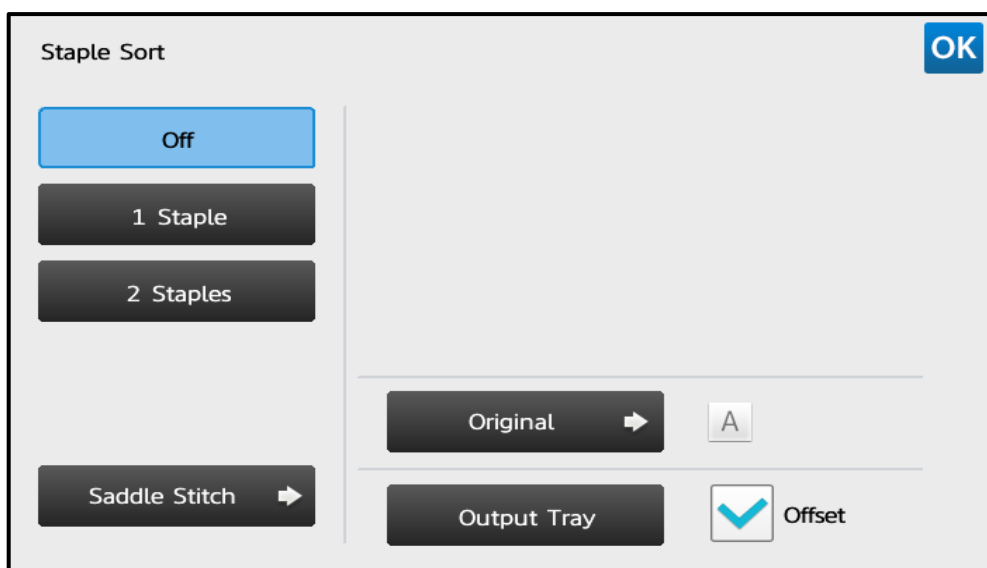 Staple Sort
OK
Off
1 Staple
2 Staples
Original
A
Saddle Stitch
Output Tray
Offset